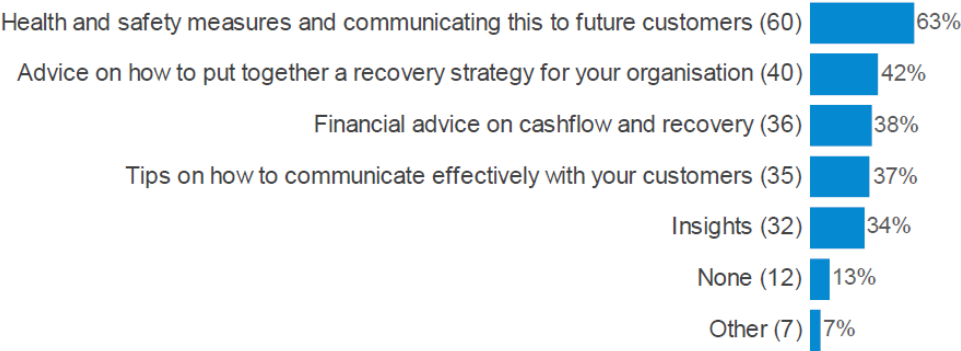 Health and safety measures and communicating this to future customers (60) 63%
Advice on how to put together a recovery strategy for your organisation (40) 42%
Financial advice on cashflow and recovery (36) 38%
Tips on how to communicate effectively with your customers (35) 37%
Insights (32) 34%
None (12) 13%
Other (7) 7%